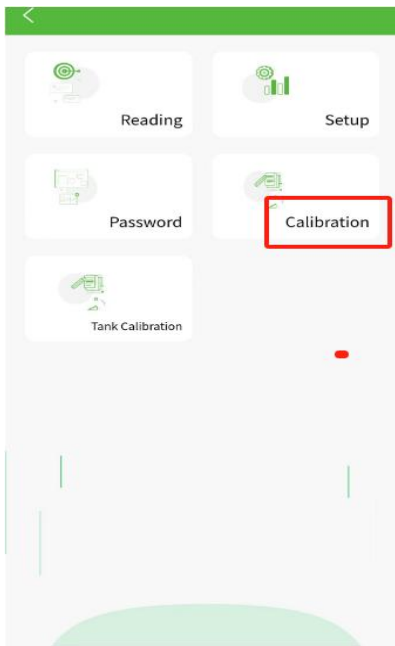 Reading
Setup
Password
Calibration
Tank Calibration